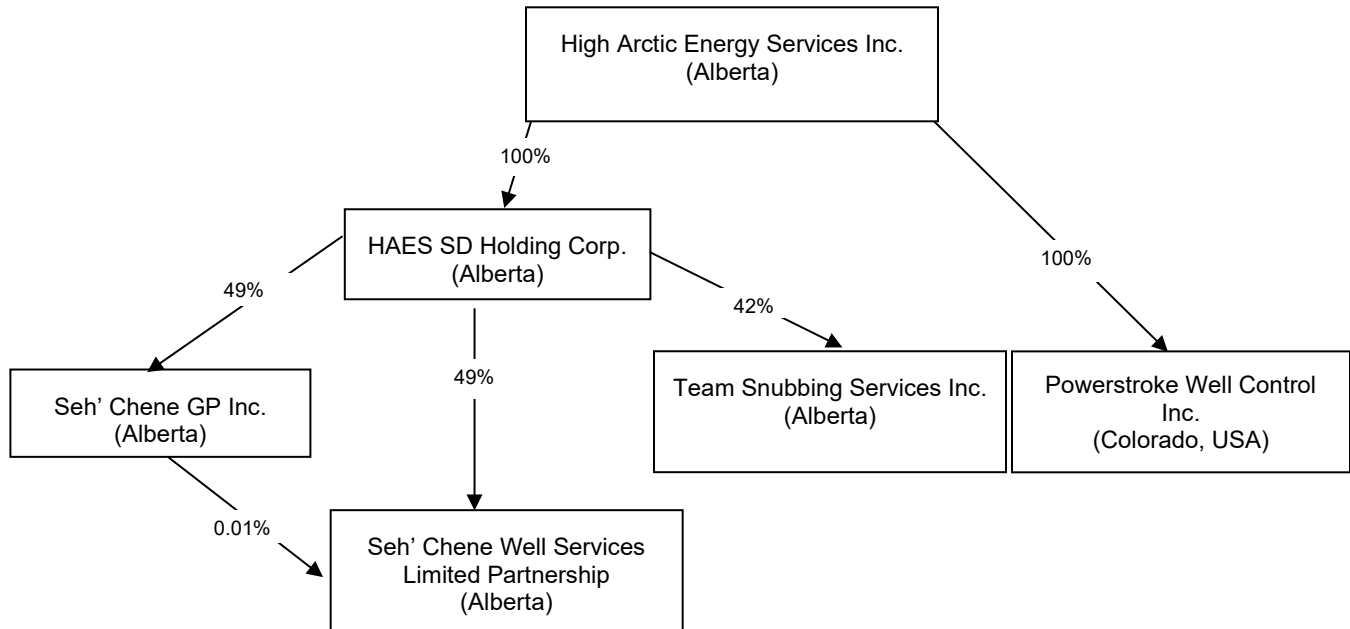 High Arctic Energy Services Inc.
(Alberta)
100%
HAES SD Holding Corp.
(Alberta)
100%
49%
42%
49%
Team Snubbing Services Inc.
(Alberta)
Powerstroke Well Control
Inc.
(Colorado, USA)
Seh’ Chene GP Inc.
(Alberta)
0.01%
Seh’ Chene Well Services
Limited Partnership
(Alberta)